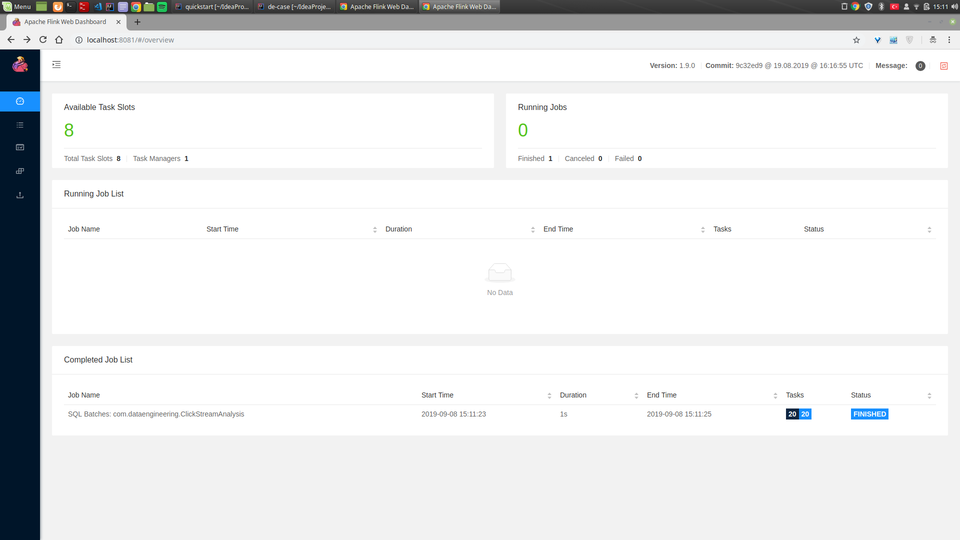 Menu
quickstart [~/IdeaPro...
de-case [~/IdeaProje...
Apache Flink Web Da...
Apache Flink Web Da...
15:11
Apache Flink Web Dashboard
localhost:8081/#/overview
Version: 1.9.0 Commit: 9c32ed9 @ 19.08.2019 @ 16:16:55 UTC Message: 0
Available Task Slots
8
Total Task Slots 8 Task Managers 1
Running Jobs
0
Finished 1 Canceled 0 Failed 0
Running Job List
Job Name Start Time Duration End Time Tasks Status
No Data
Completed Job List
Job Name Start Time Duration End Time Tasks Status
SQL Batches: com.dataengineering.ClickStreamAnalysis 2019-09-08 15:11:23 1s 2019-09-08 15:11:25 20 20 FINISHED